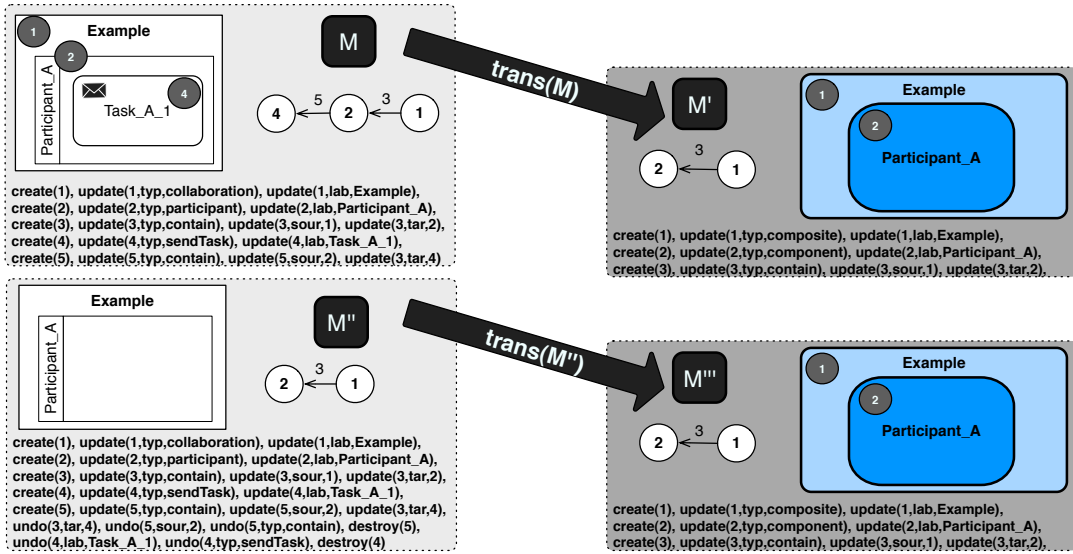 1
Example
2
Participant_A
4
Task_A_1
M
4
5
2
3
1
create(1), update(1,typ,collaboration), update(1,lab,Example),
create(2), update(2,typ,participant), update(2,lab,Participant_A),
create(3), update(3,typ,contain), update(3,sour,1), update(3,tar,2),
create(4), update(4,typ,sendTask), update(4,lab,Task_A_1),
create(5), update(5,typ,contain), update(5,sour,2), update(3,tar,4)
trans(M)
M'
2
3
1
1
Example
2
Participant_A
create(1), update(1,typ,composite), update(1,lab,Example),
create(2), update(2,typ,component), update(2,lab,Participant_A),
create(3), update(3,typ,contain), update(3,sour,1), update(3,tar,2),
Example
Participant_A
M''
2
3
1
create(1), update(1,typ,collaboration), update(1,lab,Example),
create(2), update(2,typ,participant), update(2,lab,Participant_A),
create(3), update(3,typ,contain), update(3,sour,1), update(3,tar,2),
create(4), update(4,typ,sendTask), update(4,lab,Task_A_1),
create(5), update(5,typ,contain), update(5,sour,2), update(3,tar,4),
undo(3,tar,4), undo(5,sour,2), undo(5,typ,contain), destroy(5),
undo(4,lab,Task_A_1), undo(4,typ,sendTask), destroy(4)
trans(M'')
M'''
2
3
1
1
Example
2
Participant_A
create(1), update(1,typ,composite), update(1,lab,Example),
create(2), update(2,typ,component), update(2,lab,Participant_A),
create(3), update(3,typ,contain), update(3,sour,1), update(3,tar,2),